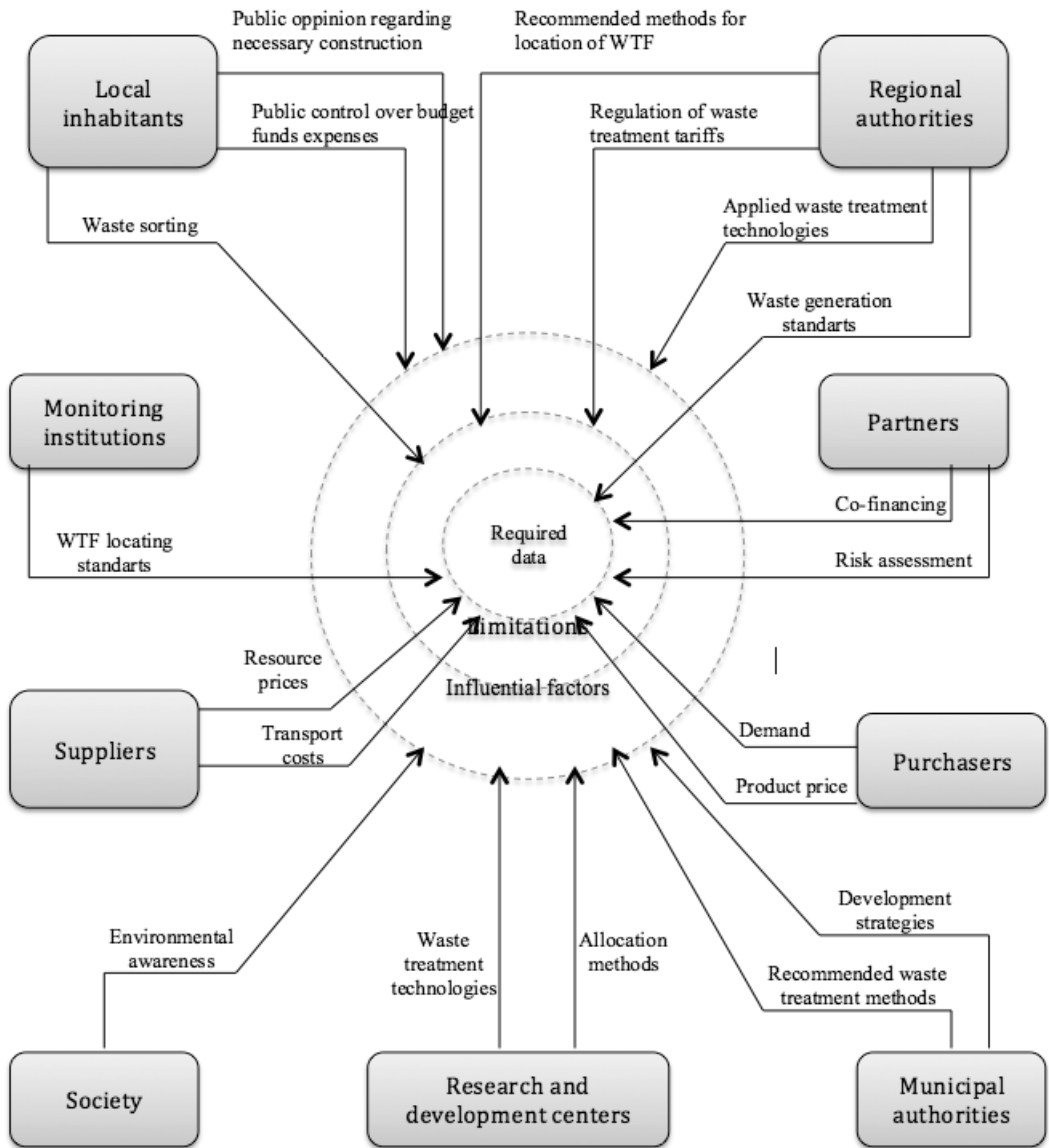 Public oppinion regarding
necessary construction
Recommended methods for
location of WTF
Local
inhabitants
Regional
authorities
Public control over budget
funds expenses
Regulation of waste
treatment tariffs
Waste sorting
Applied waste treatment
technologies
Waste generation
standarts
Monitoring
institutions
Partners
Co-financing
Required
data
WTF locating
standarts
Risk assessment
Limitations
Resource
prices
Influential factors
Suppliers
Transport
costs
Demand
Purchasers
Product price
Development
strategies
Environmental
awareness
Waste
treatment
technologies
Allocation
methods
Recommended waste
treatment methods
Society
Research and
development centers
Municipal
authorities